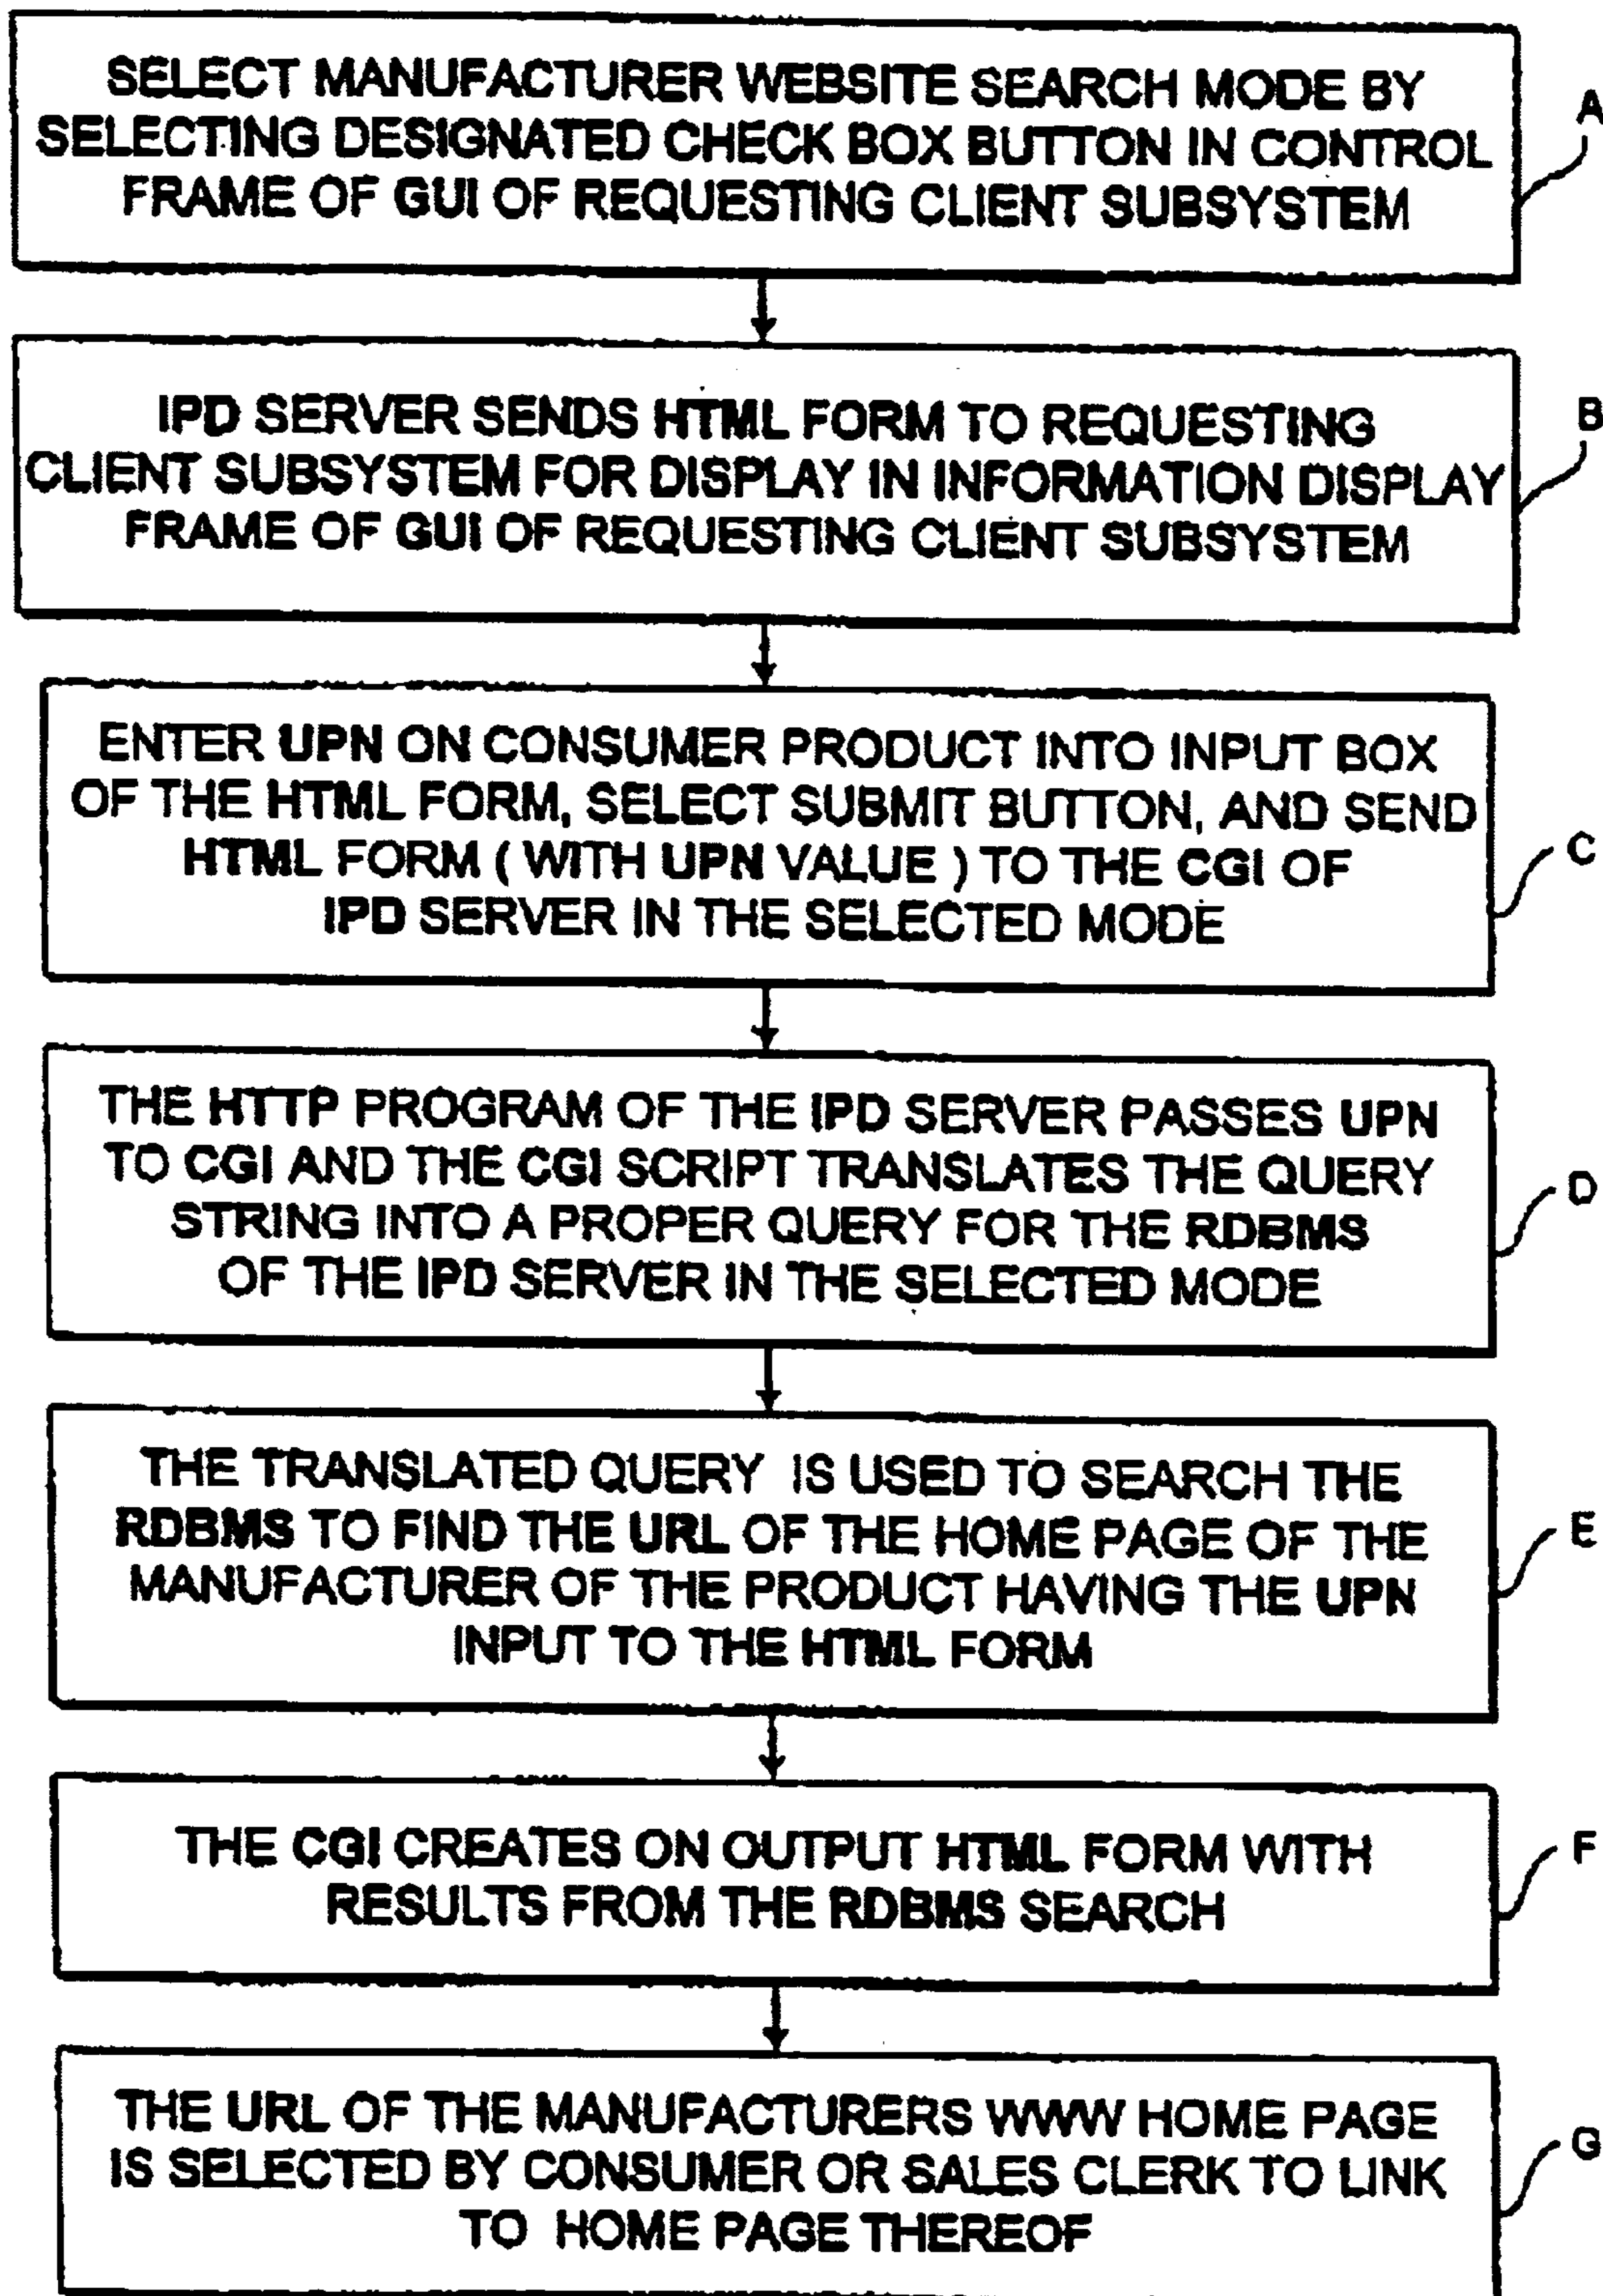 SELECT MANUFACTURER WEBSITE SEARCH MODE BY
SELECTING DESIGNATED CHECK BOX BUTTON IN CONTROL
FRAME OF GUI OF REQUESTING CLIENT SUBSYSTEM
A
IPD SERVER SENDS HTML FORM TO REQUESTING
CLIENT SUBSYSTEM FOR DISPLAY IN INFORMATION DISPLAY
FRAME OF GUI OF REQUESTING CLIENT SUBSYSTEM
B
ENTER UPN ON CONSUMER PRODUCT INTO INPUT BOX
OF THE HTML FORM, SELECT SUBMIT BUTTON, AND SEND
HTML FORM ( WITH UPN VALUE ) TO THE CGI OF
IPD SERVER IN THE SELECTED MODE
C
THE HTTP PROGRAM OF THE IPD SERVER PASSES UPN
TO CGI AND THE CGI SCRIPT TRANSLATES THE QUERY
STRING INTO A PROPER QUERY FOR THE RDBMS
OF THE IPD SERVER IN THE SELECTED MODE
D
THE TRANSLATED QUERY IS USED TO SEARCH THE
RDBMS TO FIND THE URL OF THE HOME PAGE OF THE
MANUFACTURER OF THE PRODUCT HAVING THE UPN
INPUT TO THE HTML FORM
E
THE CGI CREATES ON OUTPUT HTML FORM WITH
RESULTS FROM THE RDBMS SEARCH
F
THE URL OF THE MANUFACTURERS WWW HOME PAGE
IS SELECTED BY CONSUMER OR SALES CLERK TO LINK
TO HOME PAGE THEREOF
G